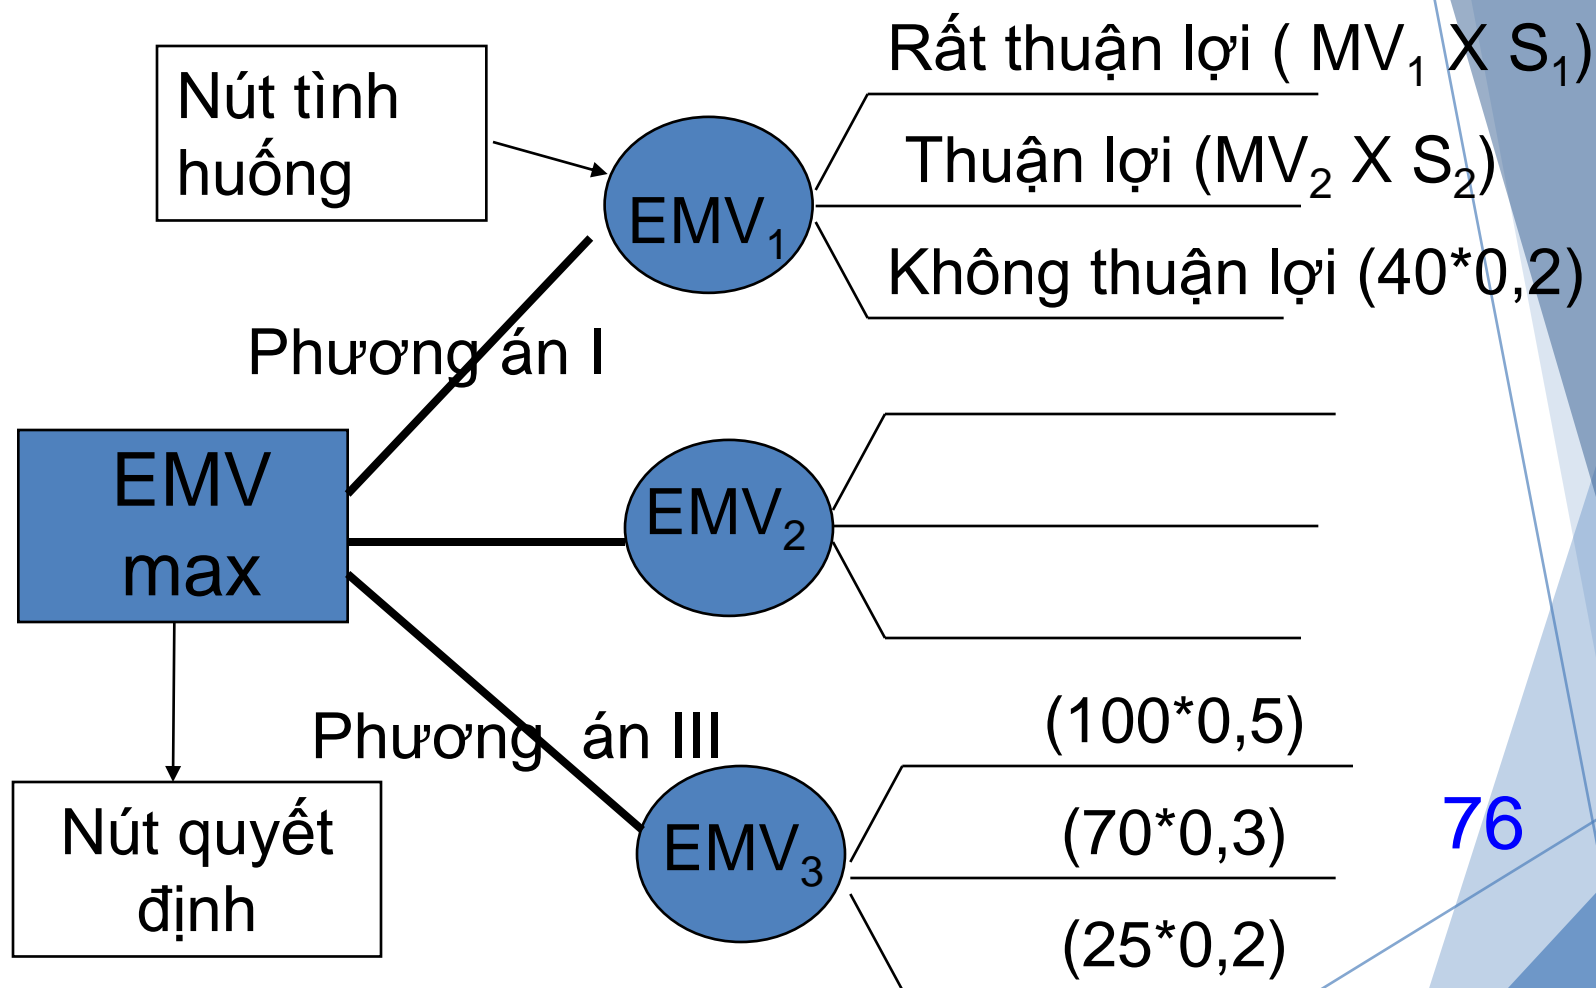 Rất thuận lợi ( MV₁ X S₁)
Nút tình
huống
Thuận lợi (MV₂ X S₂)
EMV₁
Không thuận lợi (40*0,2)
Phương án I
EMV
max
EMV₂
Phương án III
(100*0,5)
Nút quyết
định
EMV₃
(70*0,3)
76
(25*0,2)